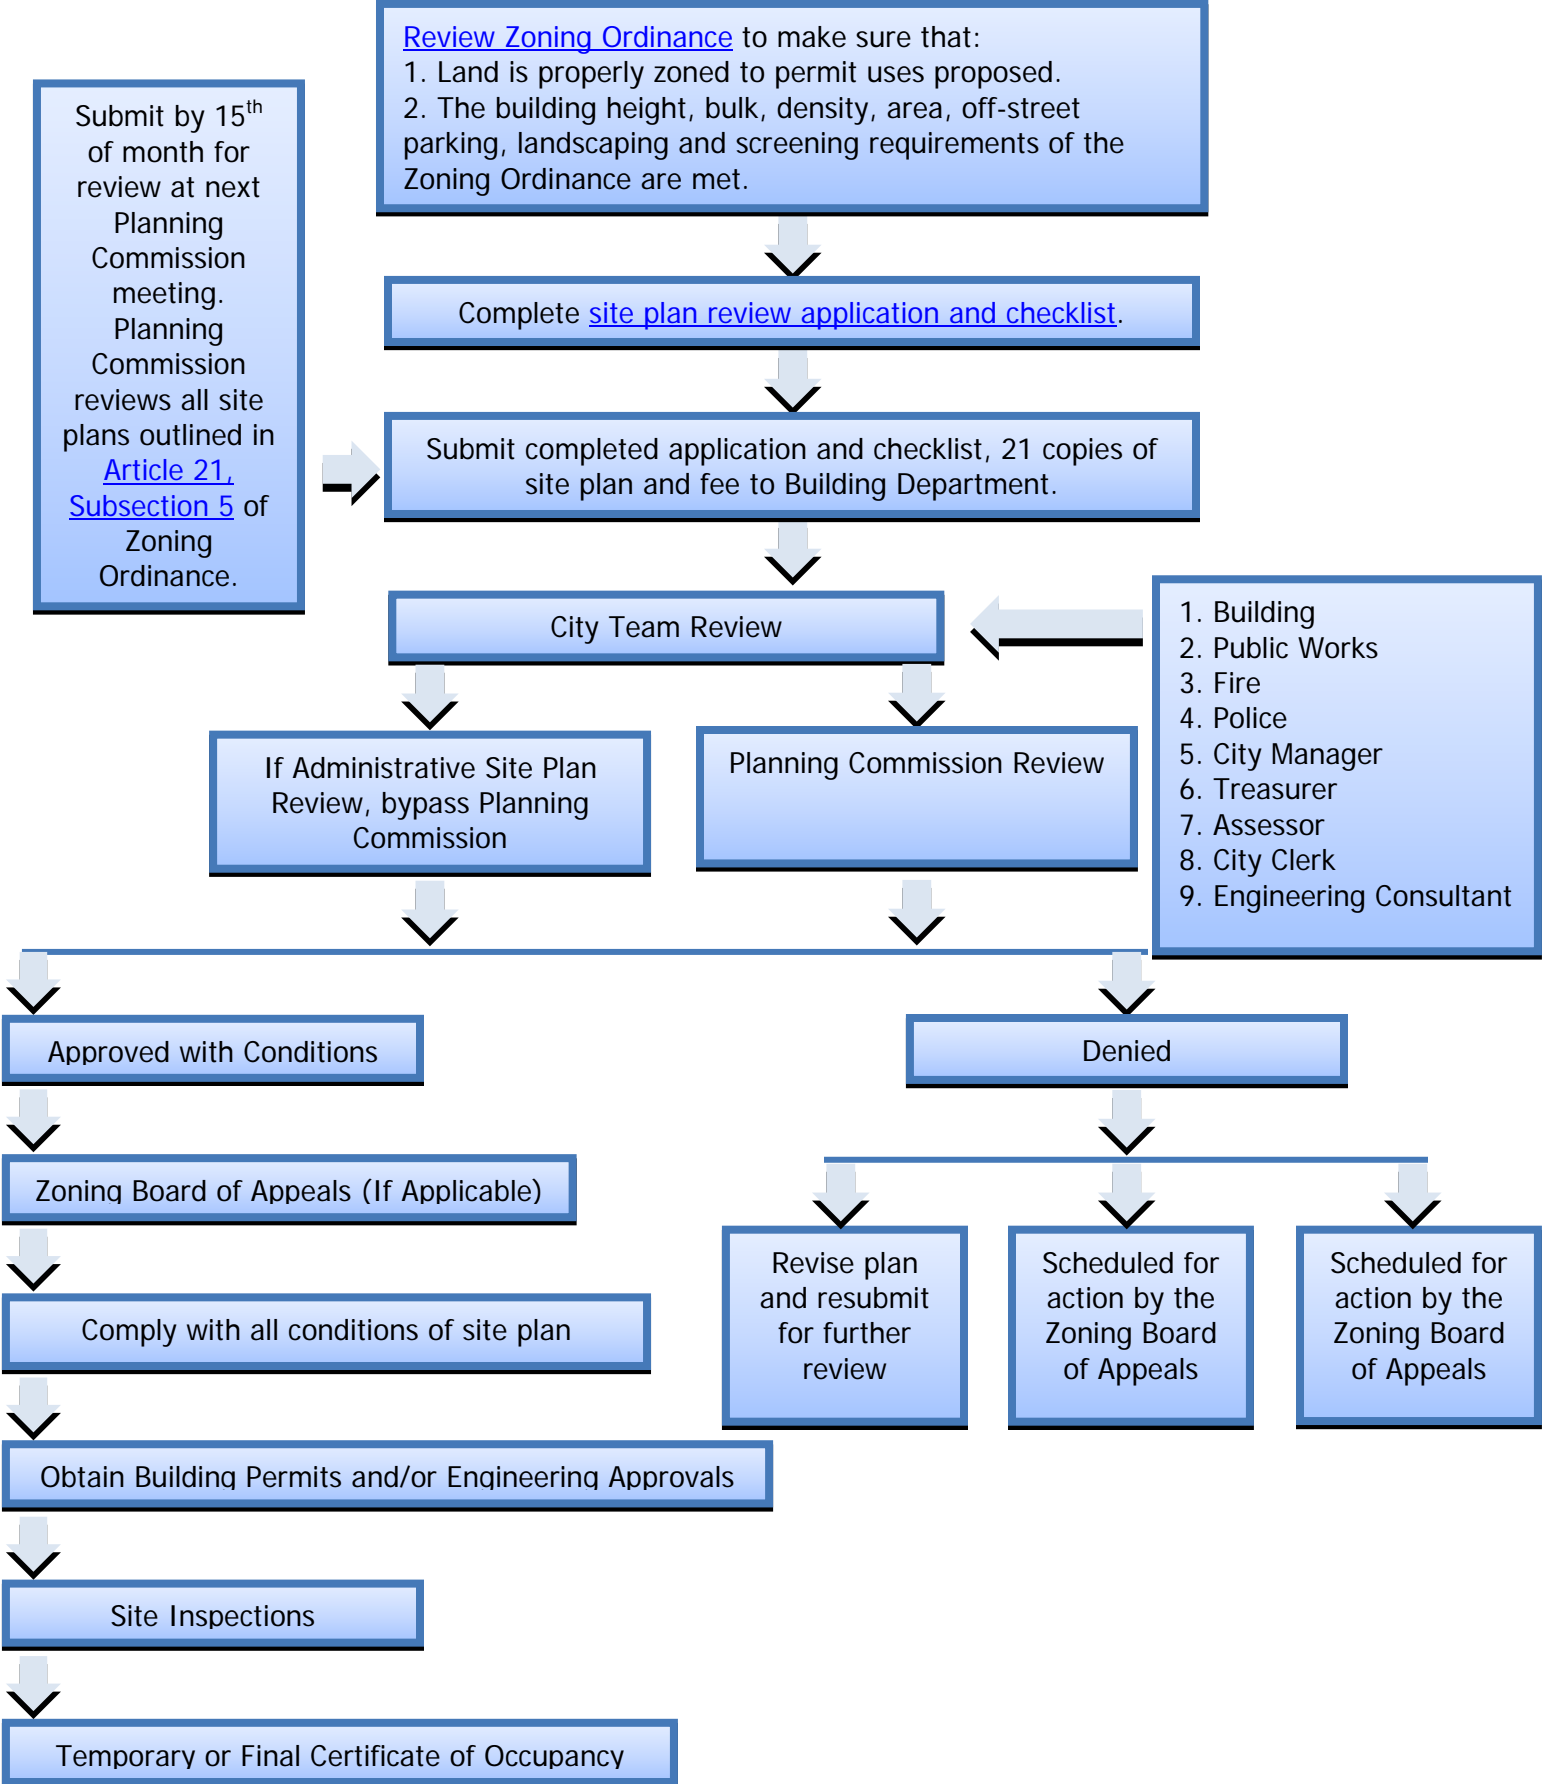 Review Zoning Ordinance to make sure that:
1. Land is properly zoned to permit uses proposed.
2. The building height, bulk, density, area, off-street
parking, landscaping and screening requirements of the
Zoning Ordinance are met.
Submit by 15th
of month for
review at next
Planning
Commission
meeting.
Planning
Commission
reviews all site
plans outlined in
Article 21,
Subsection 5 of
Zoning
Ordinance.
Complete site plan review application and checklist.
Submit completed application and checklist, 21 copies of
site plan and fee to Building Department.
City Team Review
1. Building
2. Public Works
3. Fire
4. Police
5. City Manager
6. Treasurer
7. Assessor
8. City Clerk
9. Engineering Consultant
If Administrative Site Plan
Review, bypass Planning
Commission
Planning Commission Review
Approved with Conditions
Denied
Zoning Board of Appeals (If Applicable)
Comply with all conditions of site plan
Obtain Building Permits and/or Engineering Approvals
Site Inspections
Temporary or Final Certificate of Occupancy
Revise plan
and resubmit
for further
review
Scheduled for
action by the
Zoning Board
of Appeals
Scheduled for
action by the
Zoning Board
of Appeals